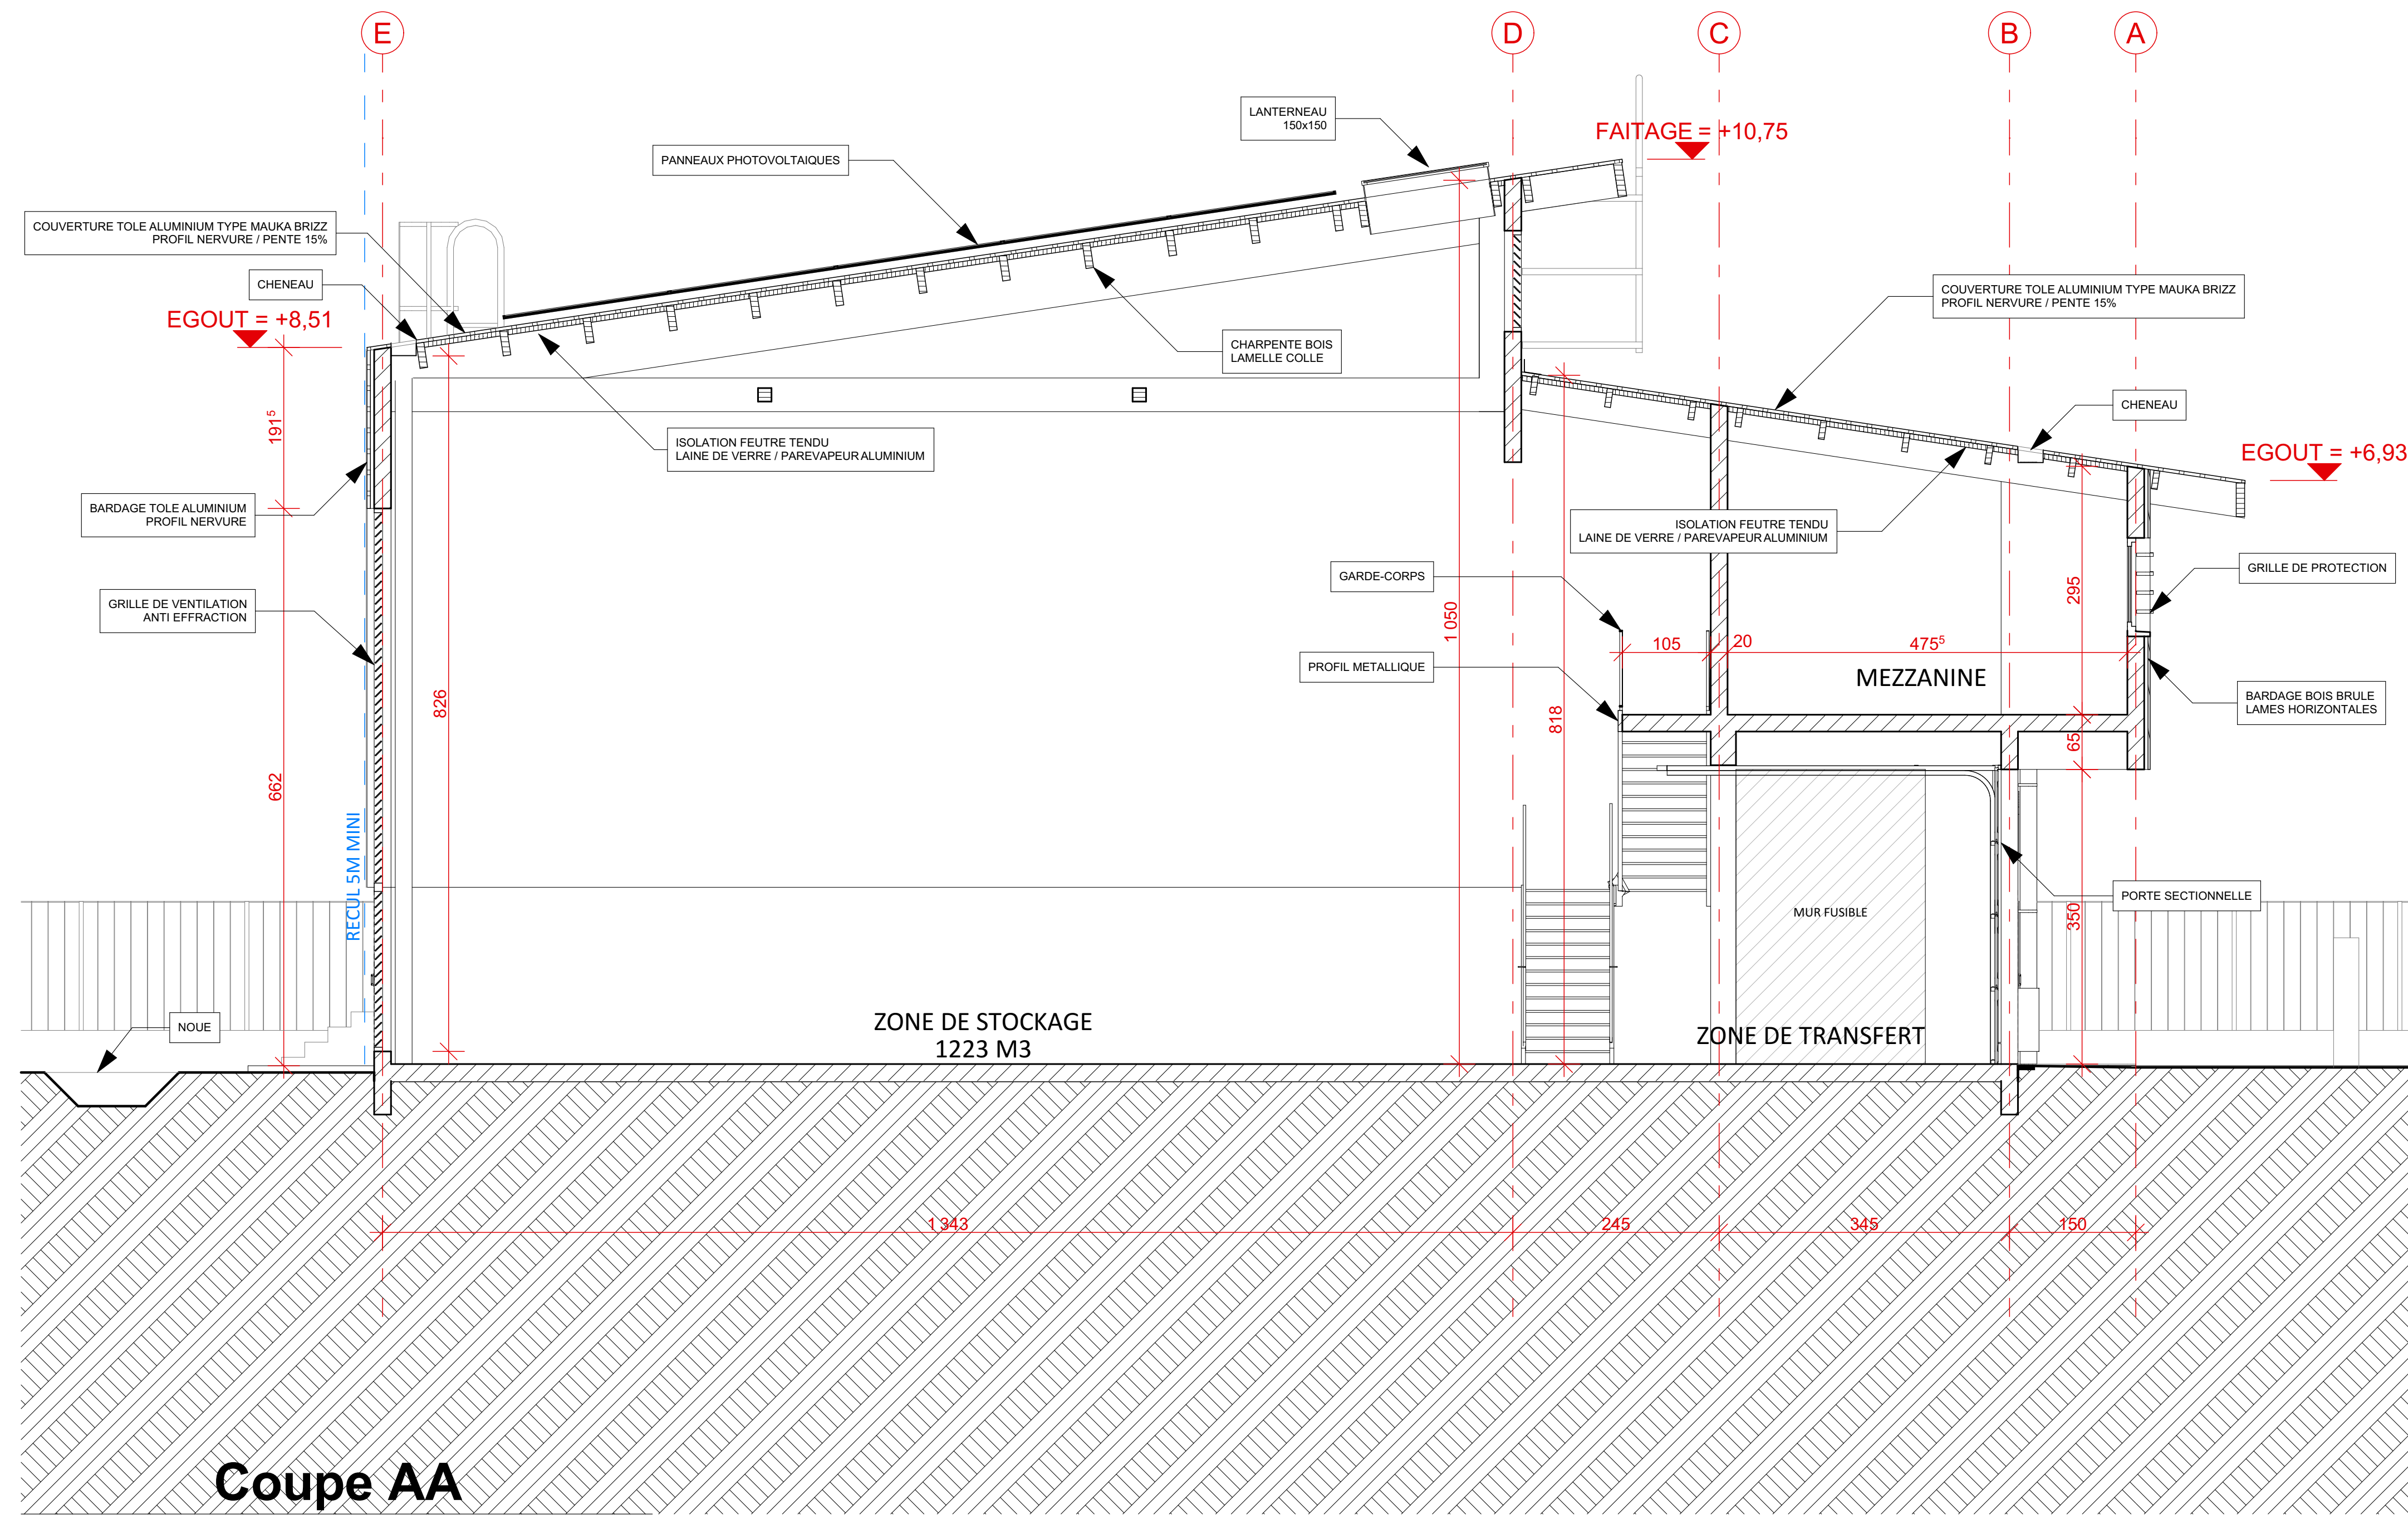 E
D
C
B
A
LANTERNEAU
150x150
FAITAGE = +10,75
PANNEAUX PHOTOVOLTAIQUES
COUVERTURE TOLE ALUMINIUM TYPE MAUKA BRIZZ
PROFIL NERVURE / PENTE 15%
CHENEAU
EGOUT = +8,51
COUVERTURE TOLE ALUMINIUM TYPE MAUKA BRIZZ
PROFIL NERVURE / PENTE 15%
CHARPENTE BOIS
LAMELLE COLLE
CHENEAU
191⁵
ISOLATION FEUTRE TENDU
LAINE DE VERRE / PAREVAPEUR ALUMINIUM
EGOUT = +6,93
BARDAGE TOLE ALUMINIUM
PROFIL NERVURE
ISOLATION FEUTRE TENDU
LAINE DE VERRE / PAREVAPEUR ALUMINIUM
GRILLE DE PROTECTION
GARDE-CORPS
GRILLE DE VENTILATION
ANTI EFFRACTION
295
1 050
105
20
475⁵
PROFIL METALLIQUE
MEZZANINE
826
818
BARDAGE BOIS BRULE
LAMES HORIZONTALES
65
662
RECUL 5M MINI
PORTE SECTIONNELLE
MUR FUSIBLE
350
NOUE
ZONE DE STOCKAGE
1223 M3
ZONE DE TRANSFERT
1 343
245
345
150
Coupe AA